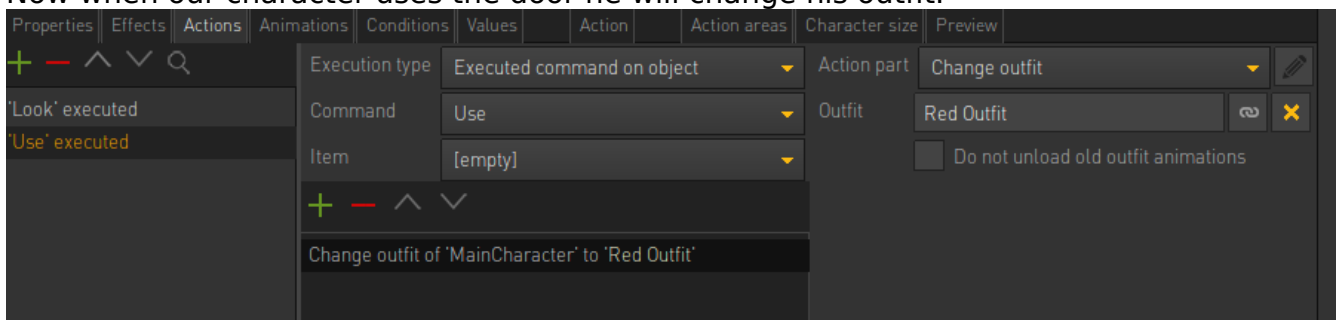 Now when our character uses the door he will change his outfit.
Properties Effects Actions Animations Conditions Values Action Action areas Character size Preview
Execution type Executed command on object Action part Change outfit
'Look' executed Command Use Outfit Red Outfit
'Use' executed
Item [empty] Do not unload old outfit animations
Change outfit of 'MainCharacter' to 'Red Outfit'